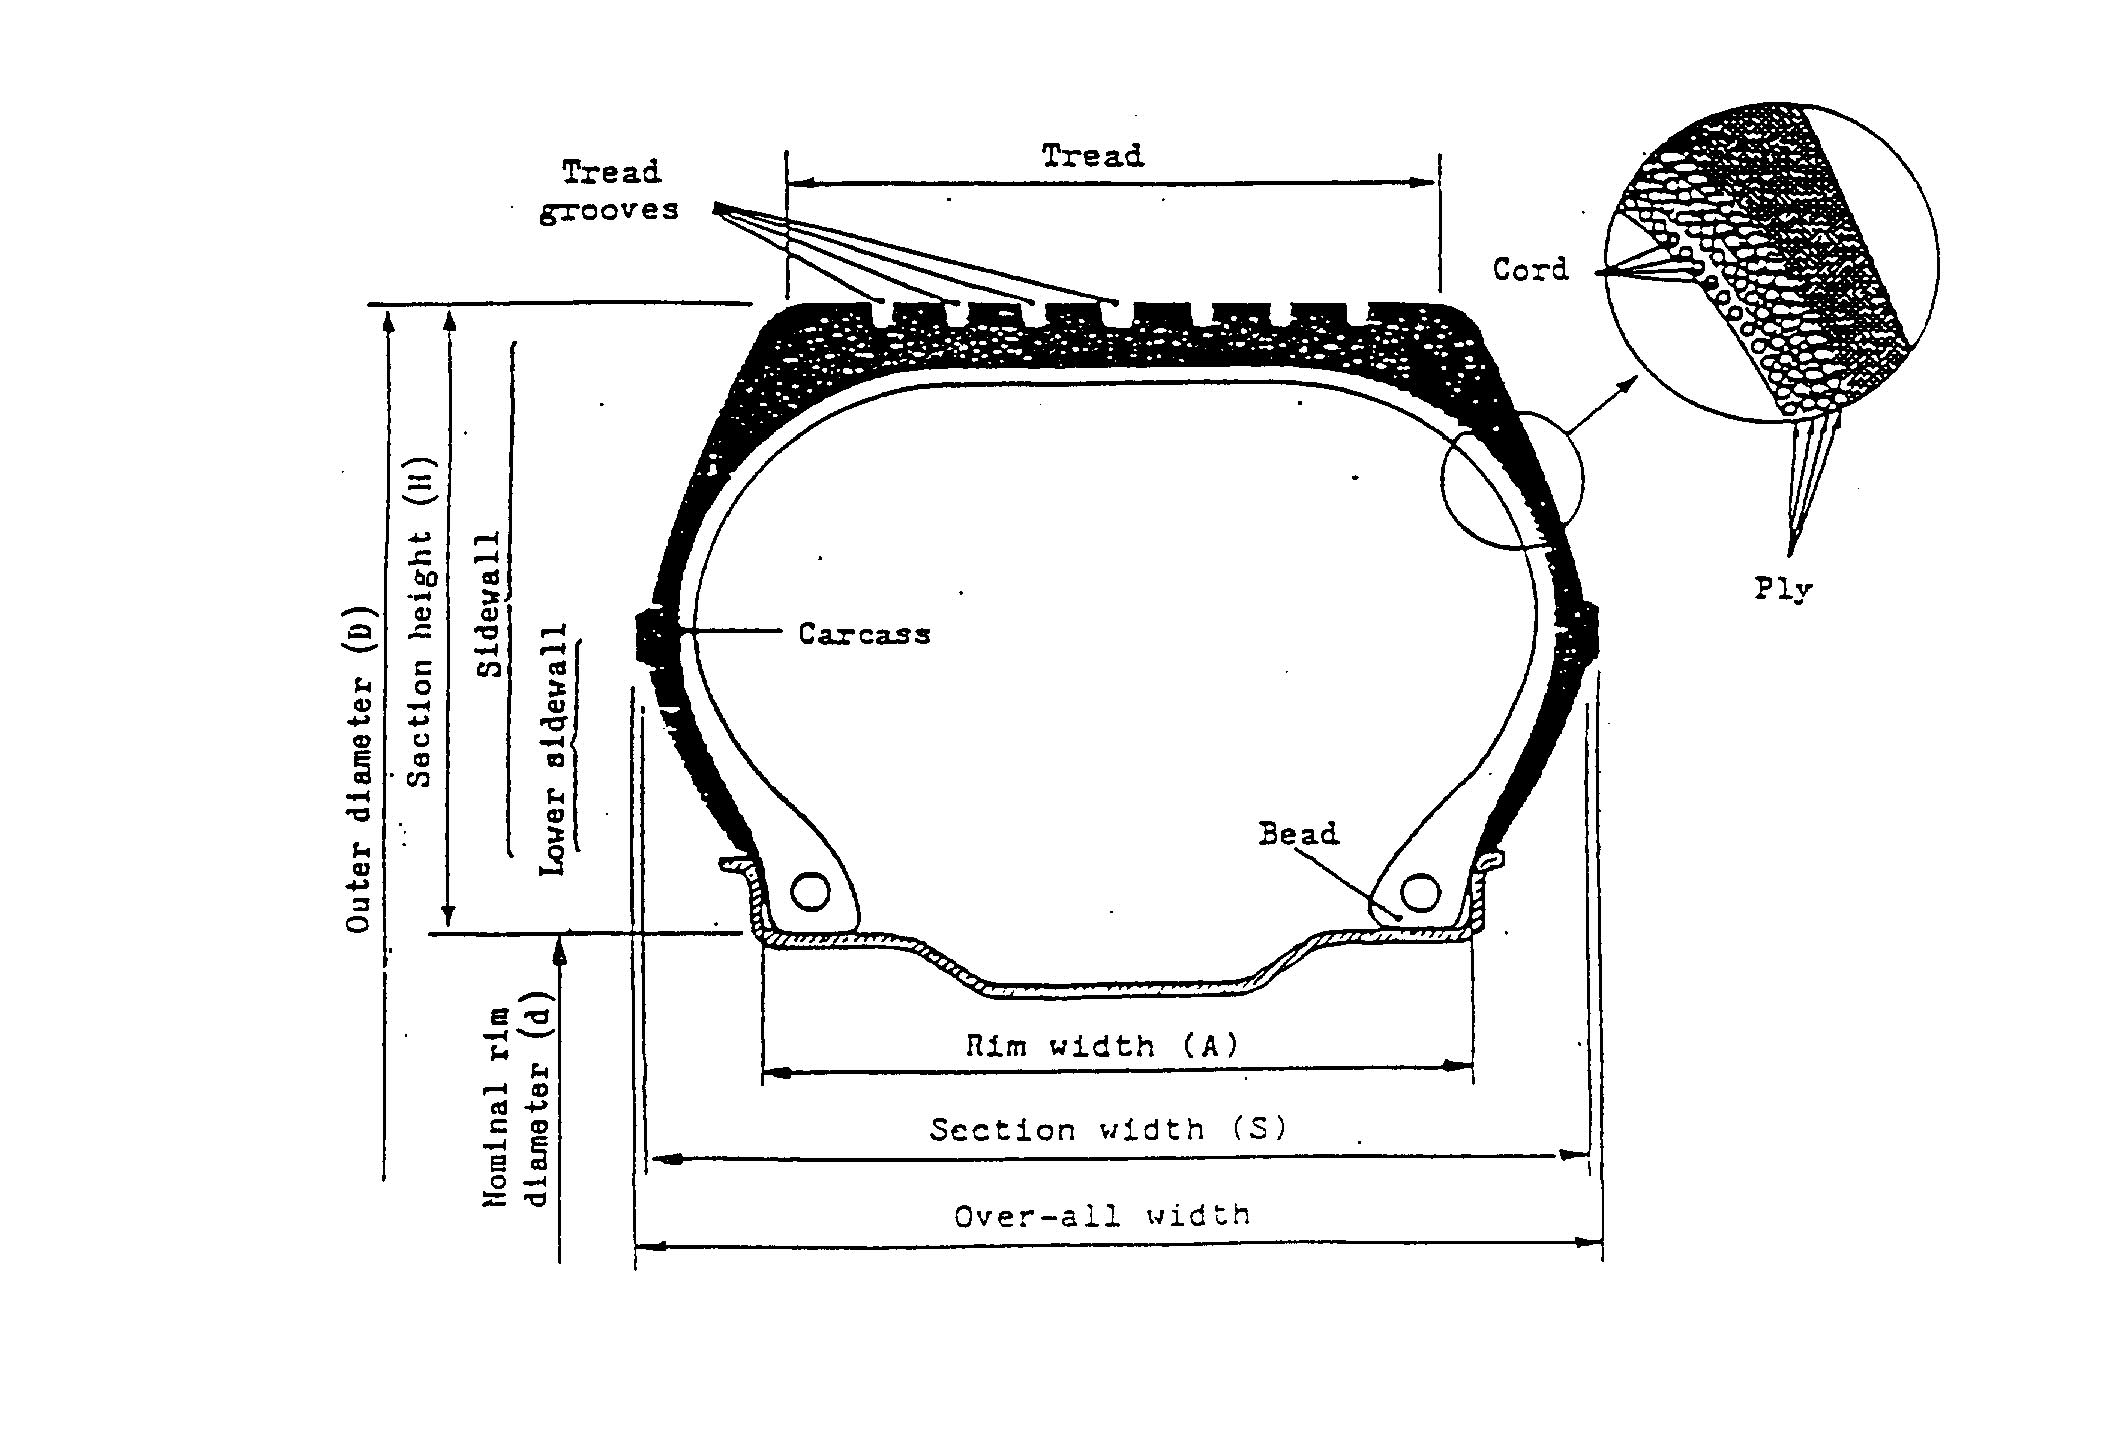 Tread
Tread
grooves
Cord
Ply
Outer diameter (D)
Section height (H)
Sidewall
Lower sidewall
Carcass
Bead
Nominal rim
diameter (d)
Rim width (A)
Section width (S)
Over-all width